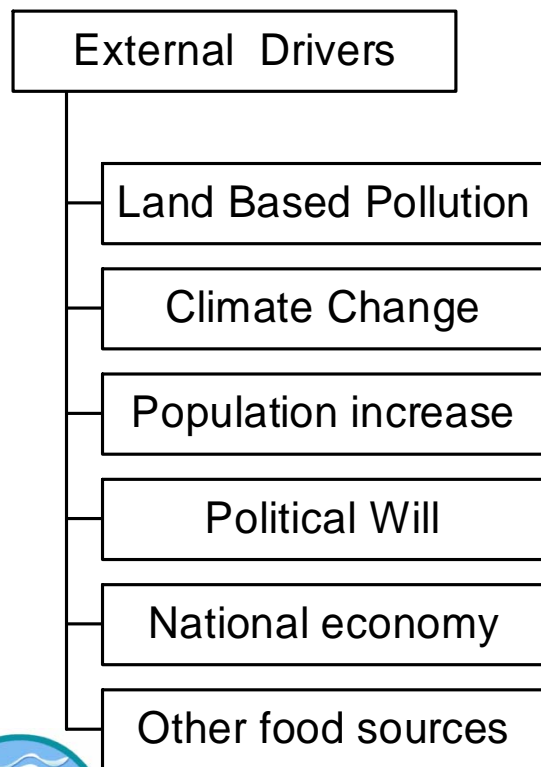 External Drivers
Land Based Pollution
Climate Change
Population increase
Political Will
National economy
Other food sources